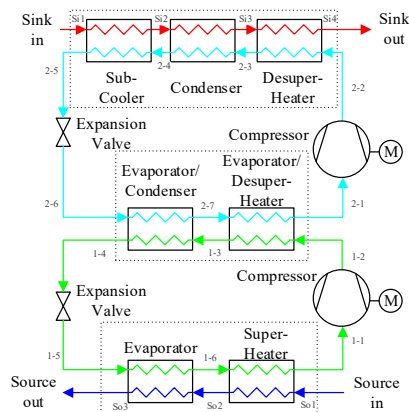 Sink in
Si1
Si2
Si3
Si4
Sink out
2-5
2-4
2-3
2-2
Sub-
Cooler
Condenser
Desuper-
Heater
Expansion
Valve
Compressor
M
Evaporator/
Condenser
Evaporator/
Desuper-
Heater
2-6
2-7
2-1
1-4
1-3
1-2
Expansion
Valve
Compressor
M
Evaporator
Super-
Heater
1-5
1-6
1-1
Source
out
So3
So2
So1
Source
in